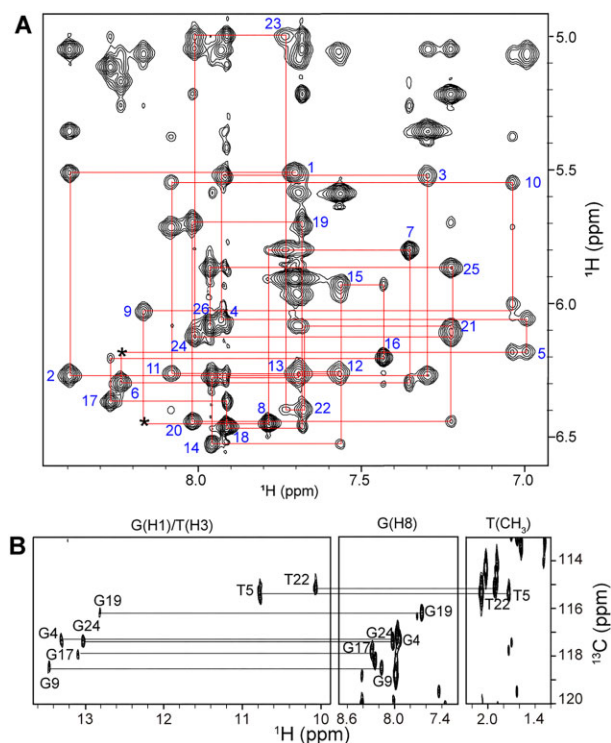 A
23
5.0
1
3
10
5.5
19
7
15
25
¹H (ppm)
9
26
4
6.0
24
21
16
*
5
2
11
13
12
6
17
8
22
*
20
18
14
6.5
8.0
7.5
7.0
¹H (ppm)
B
G(H1)/T(H3)
G(H8)
T(CH₃)
114
T5
T22
T22
T5
G19
G19
116
G4
G24
G24
G4
G17
G17
118
G9
G9
120
13
12
11
10
8.6
8.0
7.4
2.0
1.4
¹H (ppm)
¹³C (ppm)